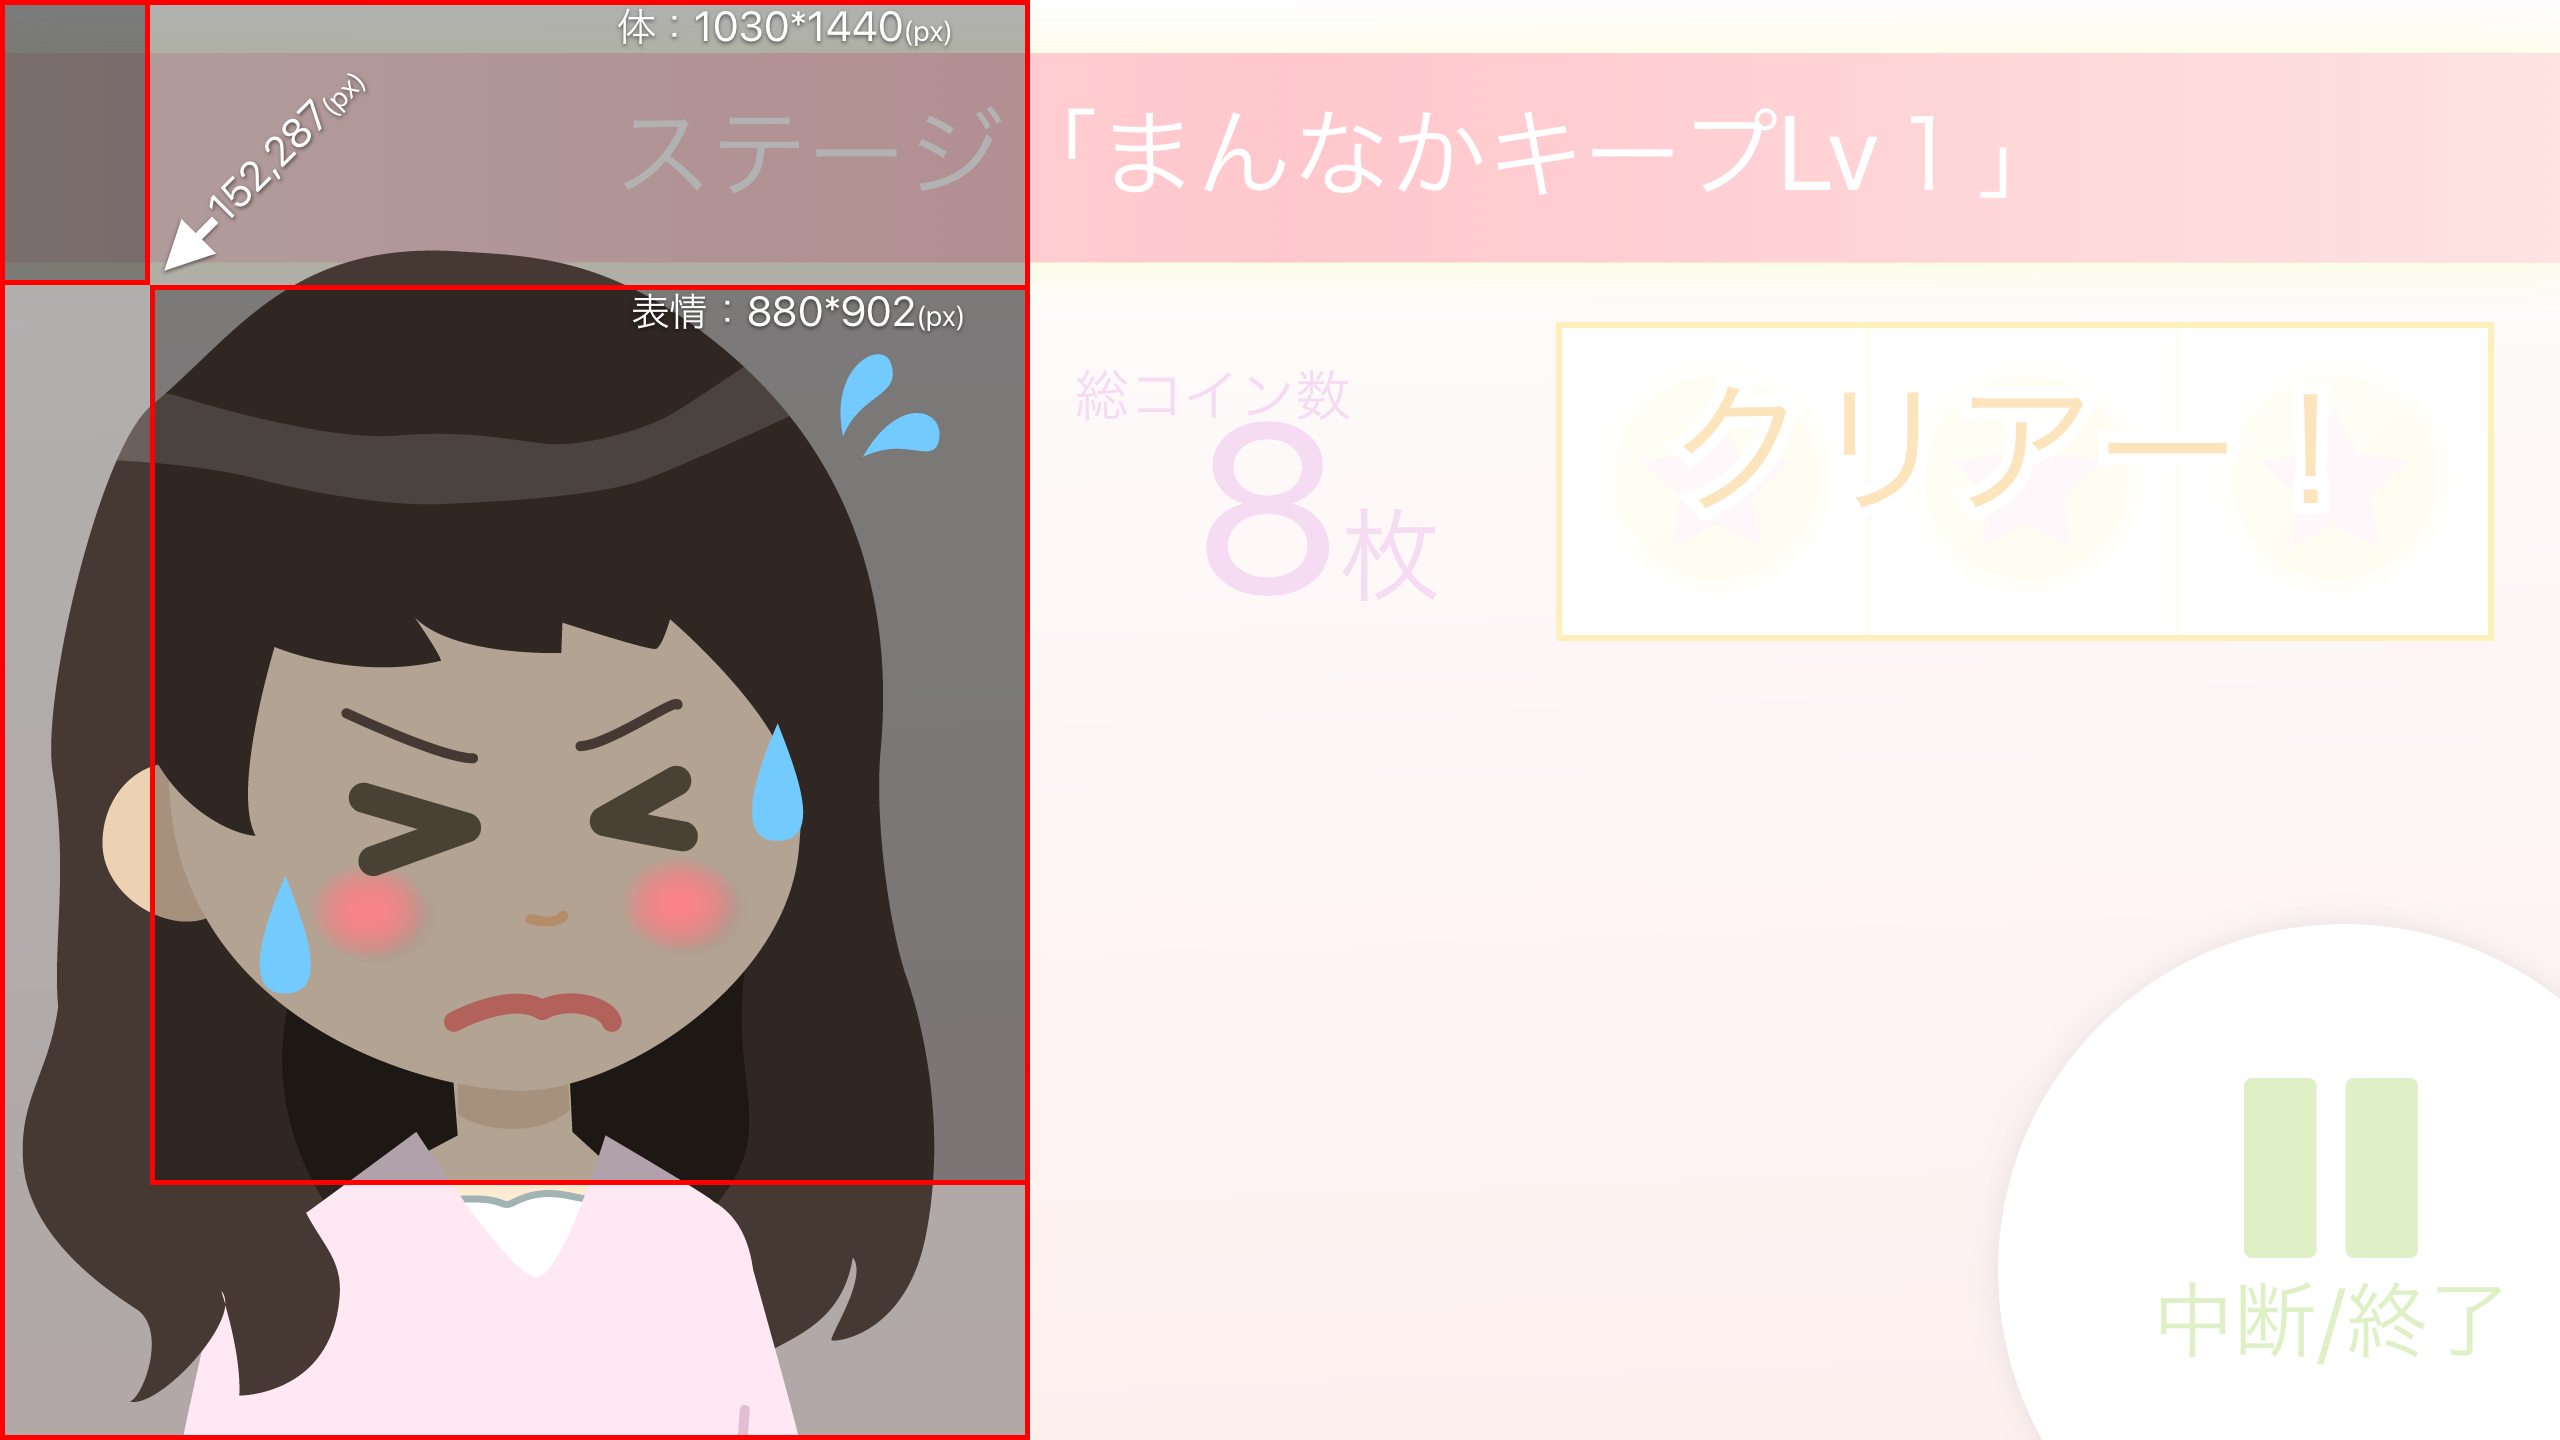 体：1030*1440(px)
152,287(px)
ステージ「まんなかキープLv１」
表情：880*902(px)
総コイン数
8枚
クリアー！
中断/終了